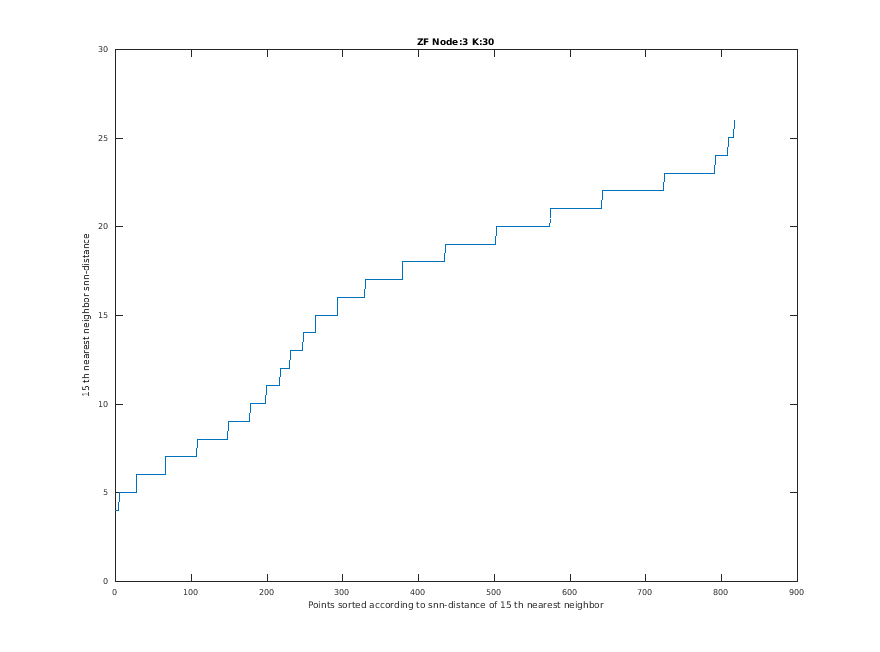 ZF Node:3 K:30
30
25
20
15
10
5
0
15 th nearest neighbor snn-distance
0 100 200 300 400 500 600 700 800 900
Points sorted according to snn-distance of 15 th nearest neighbor